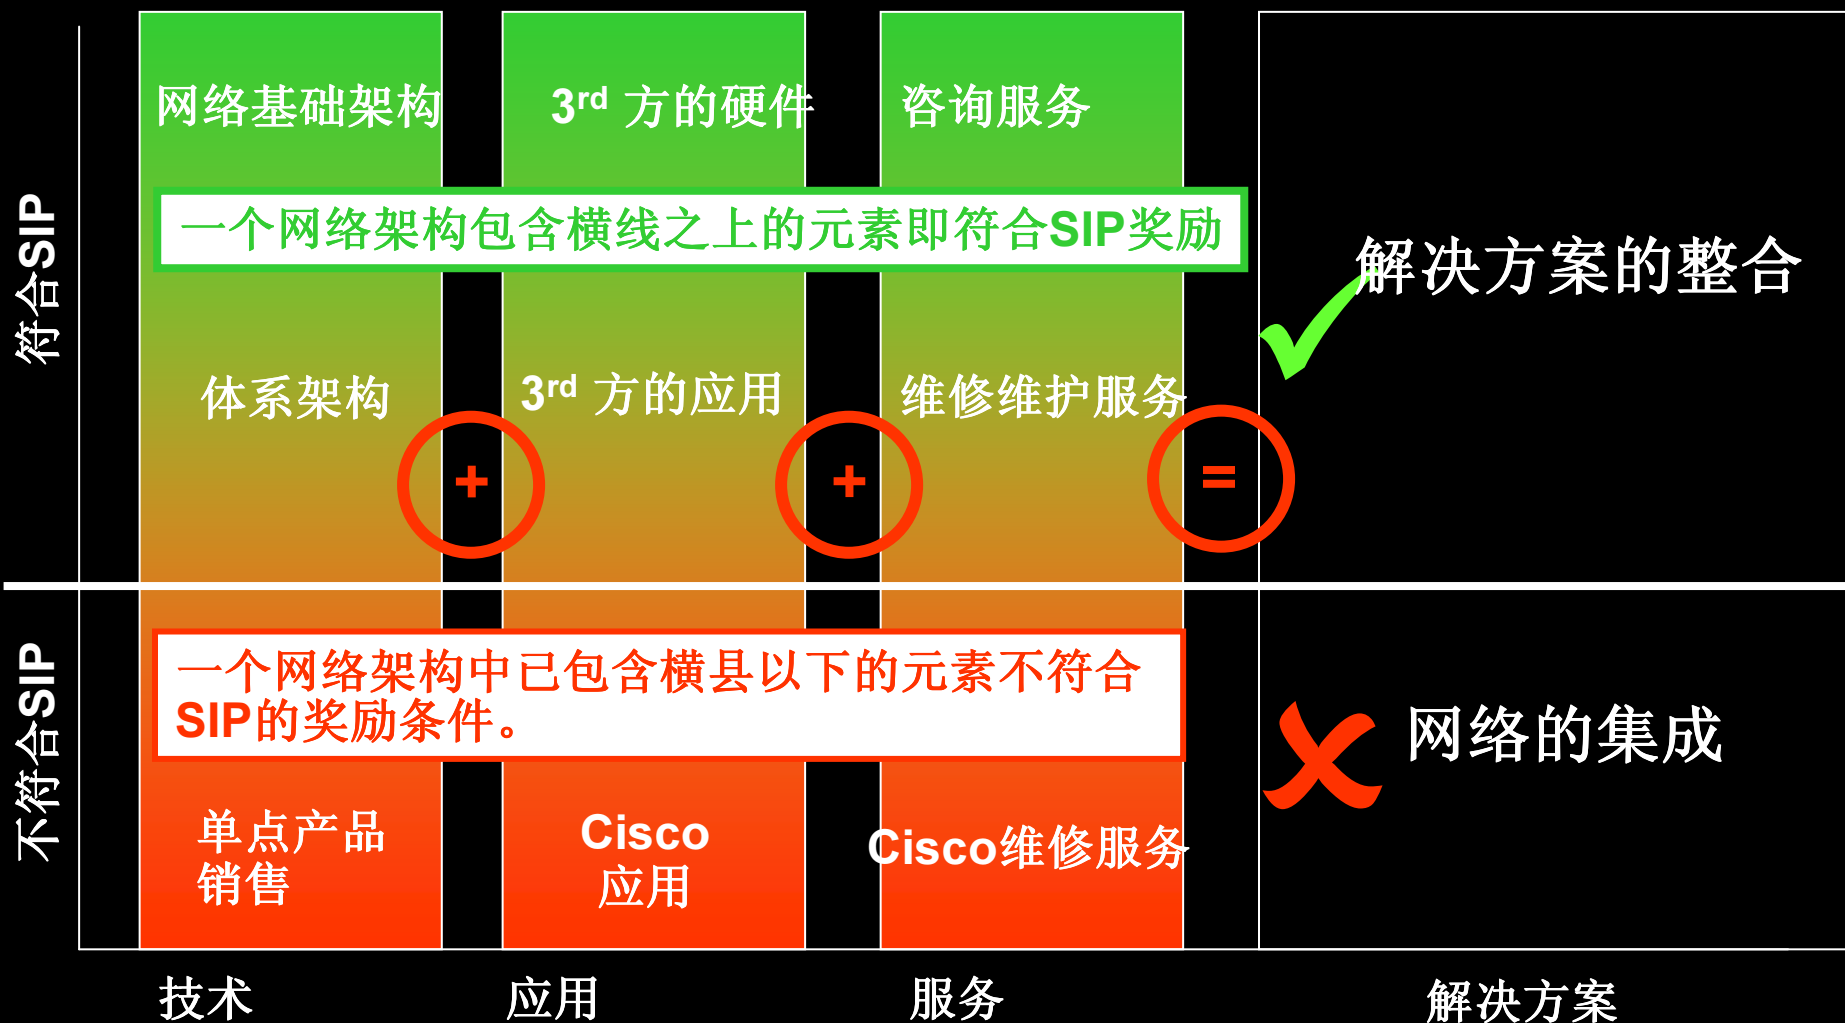 网络基础架构
3rd 方的硬件
咨询服务
一个网络架构包含横线之上的元素即符合SIP奖励
符合SIP
解决方案的整合
体系架构
3rd 方的应用
维修维护服务
+
+
=
不符合SIP
一个网络架构中已包含横县以下的元素不符合
SIP的奖励条件。
网络的集成
单点产品
销售
Cisco
应用
Cisco维修服务
技术
应用
服务
解决方案